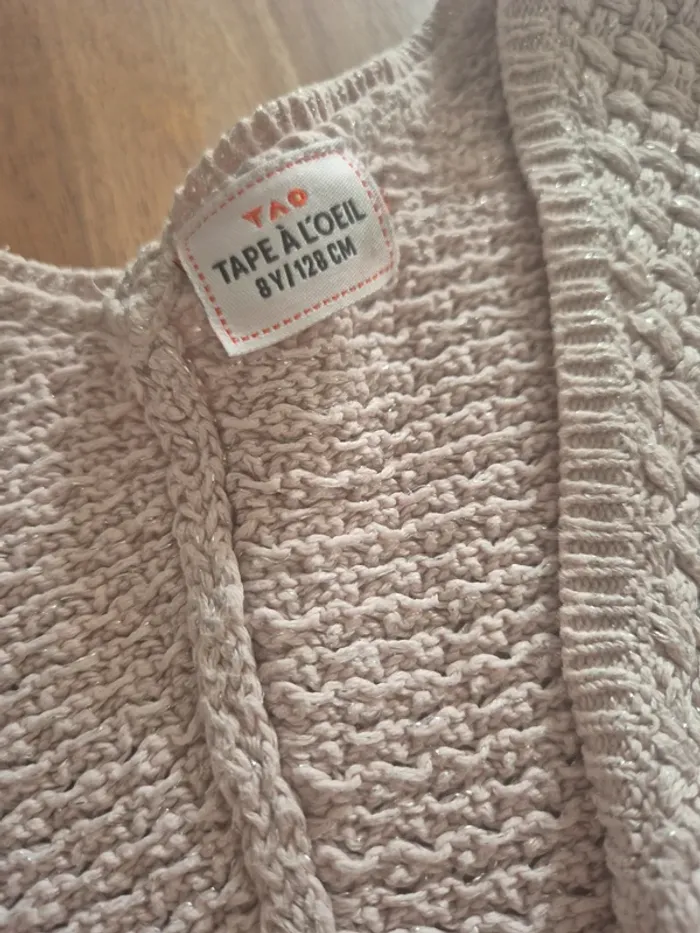 TAO
TAPE À L'OEIL
8 Y/128 CM